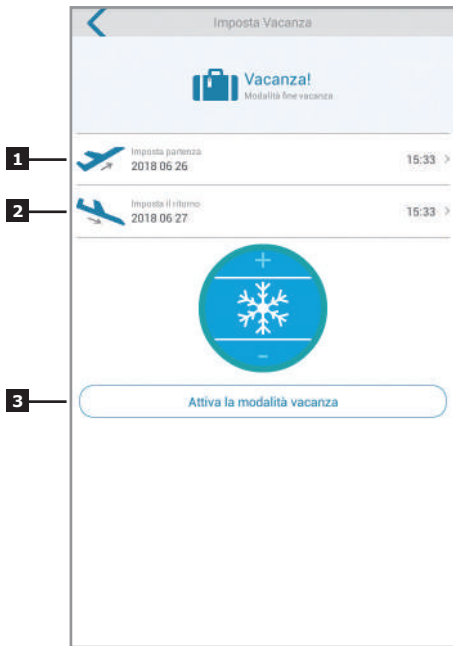 Imposta Vacanza
Vacanza!
Modalità fine vacanza
1
Imposta partenza
2018 06 26
15:33 >
2
Imposta il ritorno
2018 06 27
15:33 >
+
−
3
Attiva la modalità vacanza